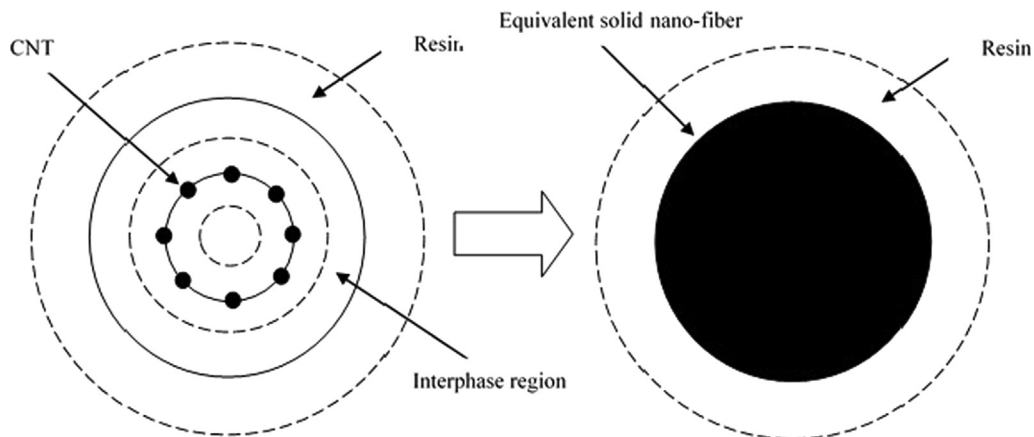 Equivalent solid nano-fiber
CNT
Resin
Resin
Interphase region